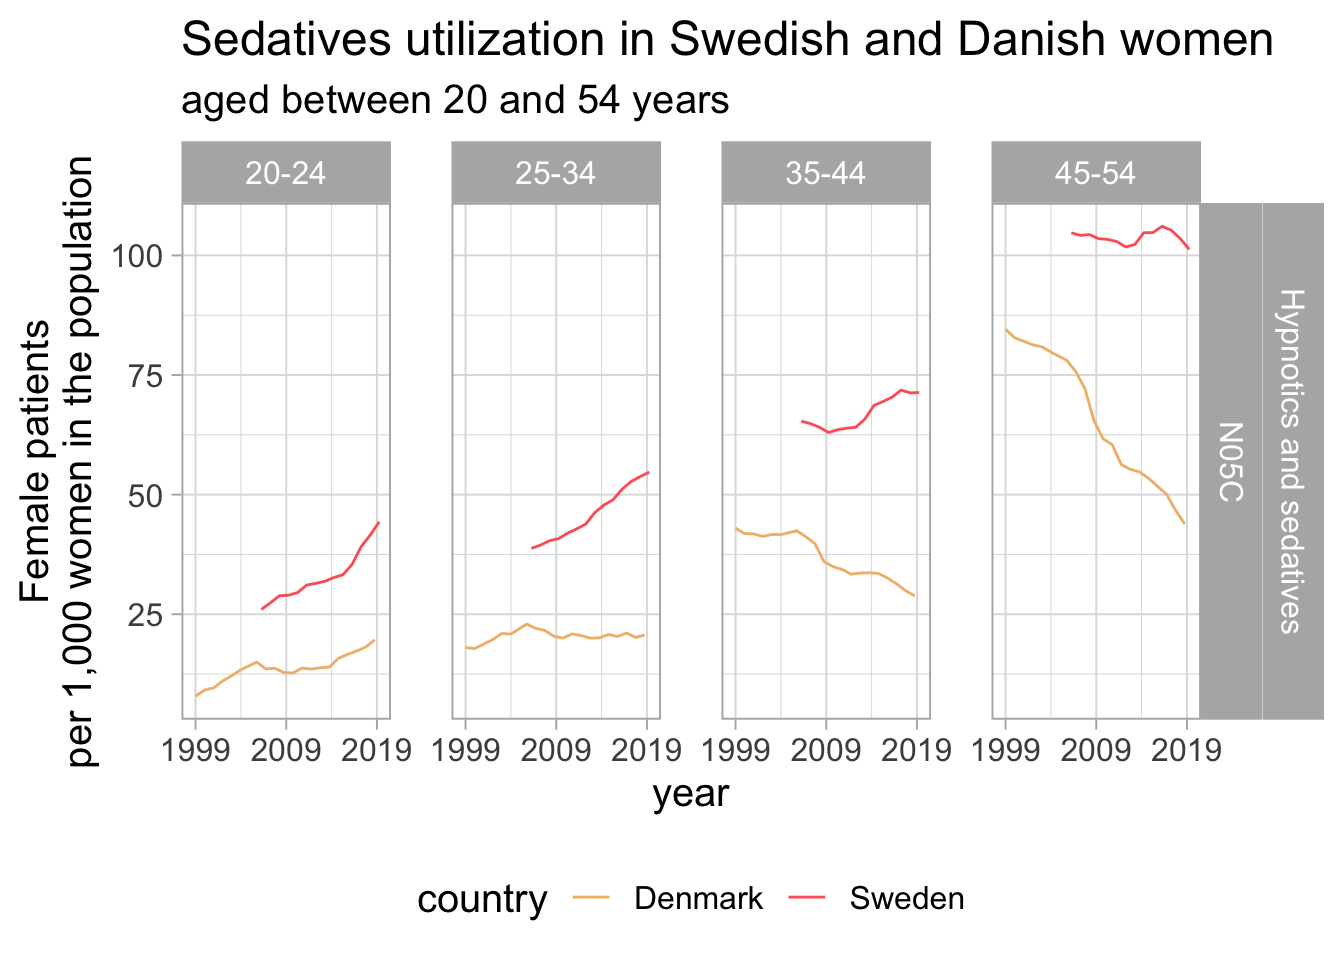 Sedatives utilization in Swedish and Danish women
aged between 20 and 54 years
20-24
25-34
35-44
45-54
Female patients
per 1,000 women in the population
100
75
50
25
N05C
Hypnotics and sedatives
1999 2009 2019
1999 2009 2019
1999 2009 2019
1999 2009 2019
year
country Denmark Sweden